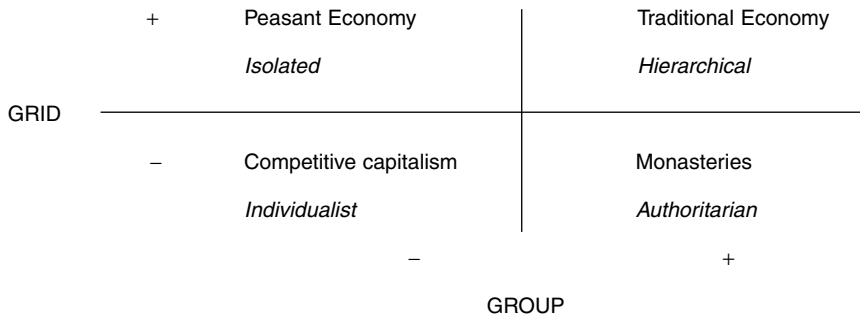 + Peasant Economy Traditional Economy
Isolated Hierarchical
GRID
− Competitive capitalism Monasteries
Individualist Authoritarian
− +
GROUP